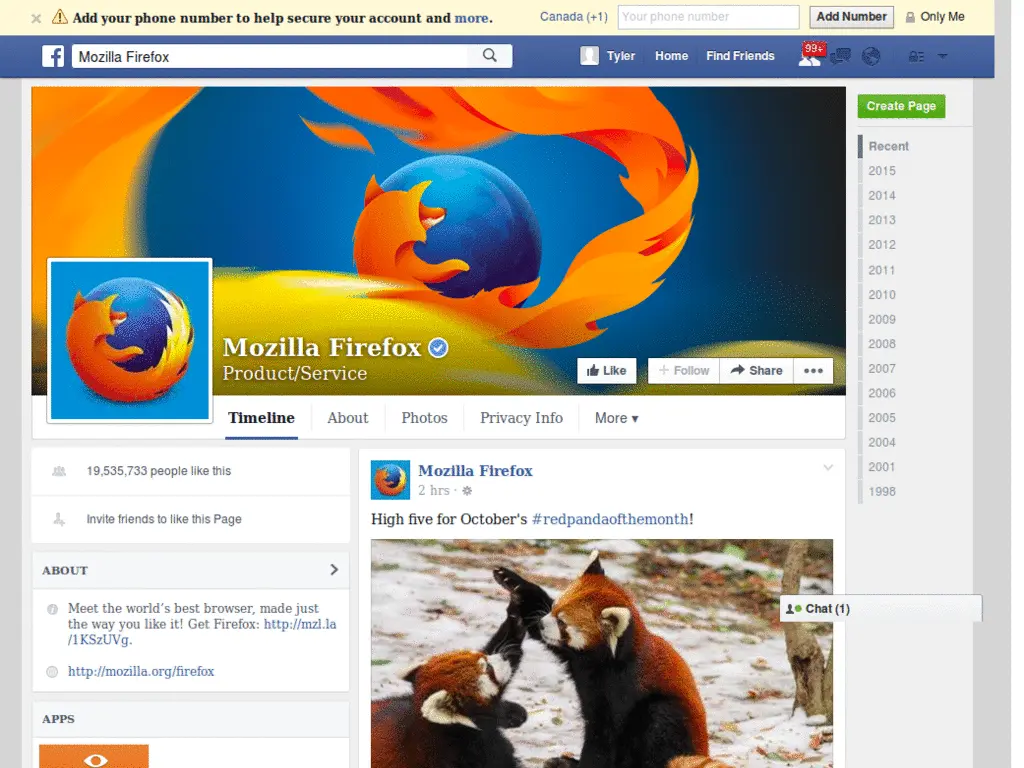 Add your phone number to help secure your account and more.
Canada (+1)
Your phone number
Add Number
Only Me
Mozilla Firefox
Tyler
Home
Find Friends
99+
Create Page
Recent
2015
2014
2013
2012
2011
2010
2009
2008
2007
2006
2005
2004
2001
1998
Mozilla Firefox
Product/Service
Like
+ Follow
Share
Timeline
About
Photos
Privacy Info
More ▾
19,535,733 people like this
Invite friends to like this Page
ABOUT
Meet the world's best browser, made just
the way you like it! Get Firefox: http://mzl.la
/1KSzUVg.
http://mozilla.org/firefox
APPS
Mozilla Firefox
2 hrs ·
High five for October's #redpandaofthemonth!
Chat (1)